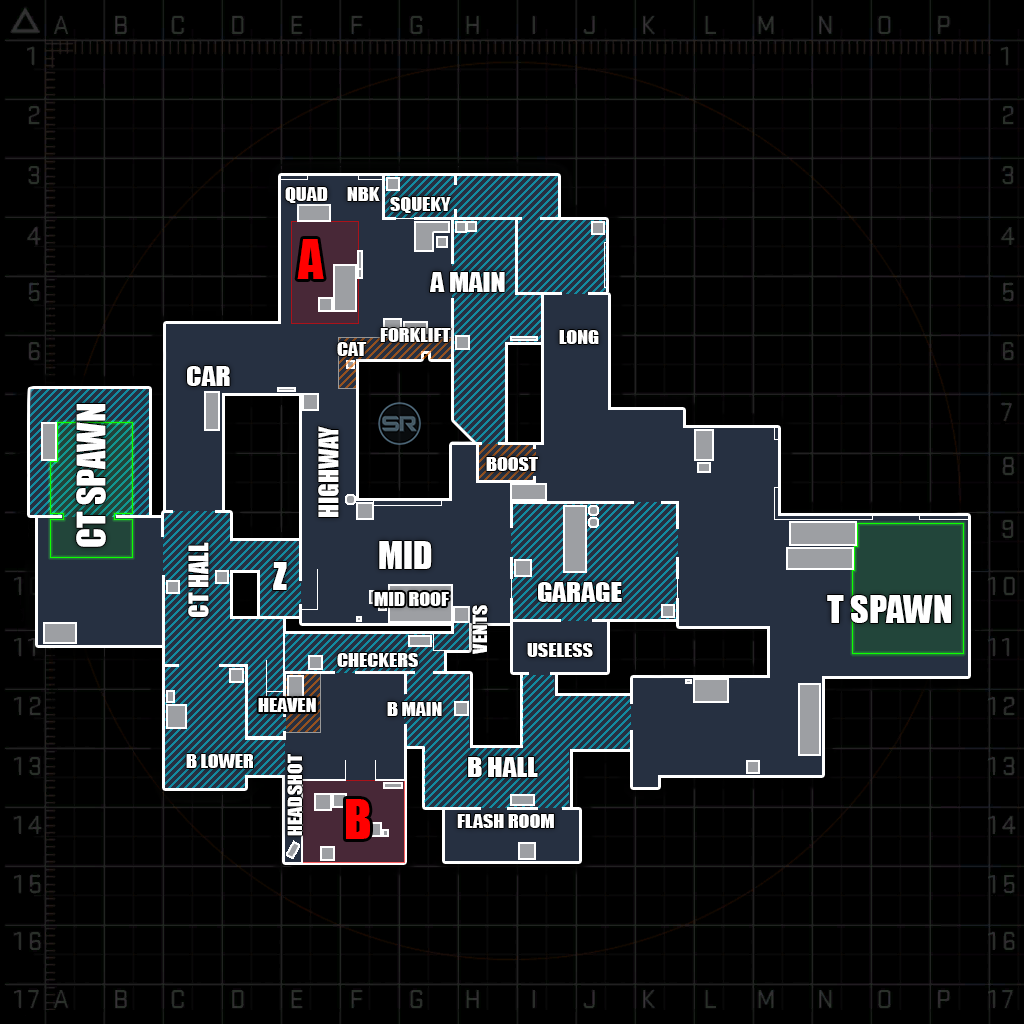 A B C D E F G H I J K L M N O P
1 1
2 2
3 3
QUAD NBK
SQUEKY
4 4
A
A MAIN
5 5
FORKLIFT
LONG
CAT
6 6
CAR
7 7
SR
CT SPAWN
HIGHWAY
BOOST
8 8
9 9
MID
CT HALL
Z
10 10
GARAGE
MID ROOF
T SPAWN
VENTS
11 11
USELESS
CHECKERS
HEAVEN
B MAIN
12 12
B LOWER
B HALL
13 13
HEADSHOT
B
FLASH ROOM
14 14
15 15
16 16
17 A B C D E F G H I J K L M N O P 17